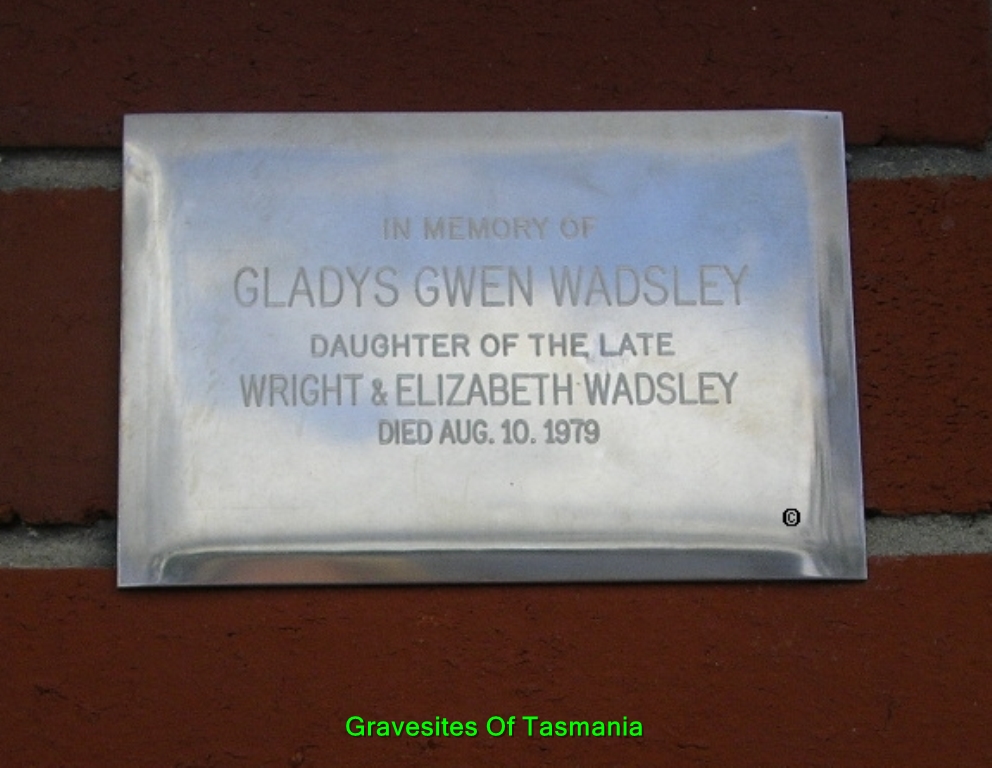 IN MEMORY OF
GLADYS GWEN WADSLEY
DAUGHTER OF THE LATE
WRIGHT & ELIZABETH WADSLEY
DIED AUG. 10. 1979
©
Gravesites Of Tasmania